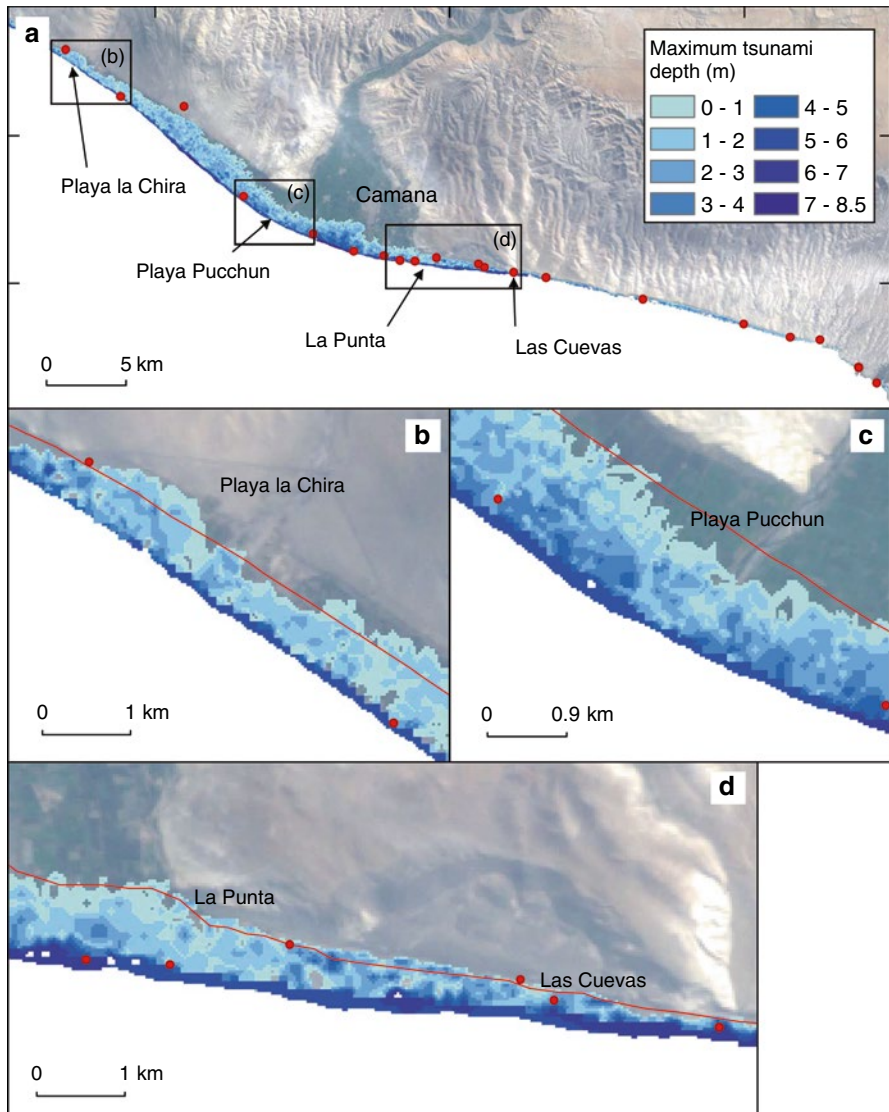 a
(b)
Playa la Chira
(c)
Camana
Playa Pucchun
(d)
La Punta
Las Cuevas
0 5 km
Maximum tsunami
depth (m)
0 - 1 4 - 5
1 - 2 5 - 6
2 - 3 6 - 7
3 - 4 7 - 8.5
b
Playa la Chira
0 1 km
c
Playa Pucchun
0 0.9 km
d
La Punta
Las Cuevas
0 1 km